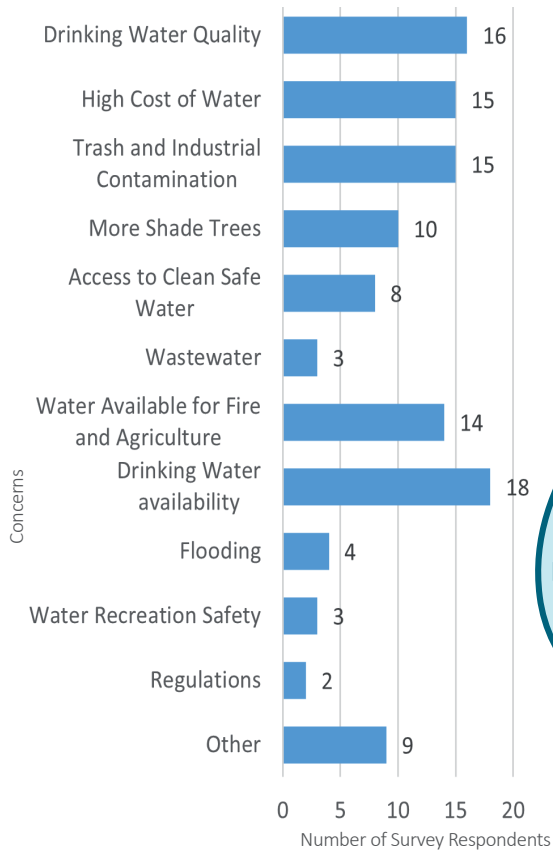 Drinking Water Quality 16
High Cost of Water 15
Trash and Industrial
Contamination 15
More Shade Trees 10
Access to Clean Safe
Water 8
Wastewater 3
Water Available for Fire
and Agriculture 14
Drinking Water
availability 18
Flooding 4
Water Recreation Safety 3
Regulations 2
Other 9
Concerns
0 5 10 15 20
Number of Survey Respondents